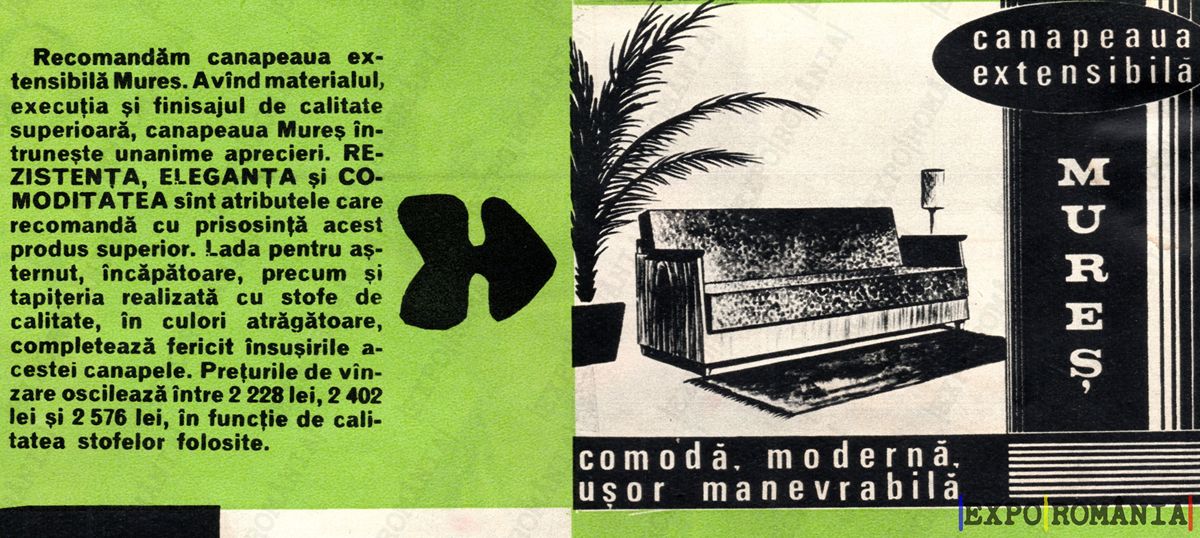 Recomandăm canapeaua ex-
tensibilă Mures. Avînd materialul,
execuția și finisajul de calitate
superioară, canapeaua Mureș în-
trunește unanime aprecieri. RE-
ZISTENȚA, ELEGANȚA și CO-
MODITATEA sînt atributele care
recomandă cu prisosință acest
produs superior. Lada pentru aș-
ternut, încăpătoare, precum și
tapițeria realizată cu stofe de
calitate, în culori atrăgătoare,
completează fericit însușirile a-
cestei canapele. Prețurile de vîn-
zare oscilează între 2 228 lei, 2 402
lei și 2 576 lei, în funcție de cali-
tatea stofelor folosite.
canapeaua
extensibilă
MUREȘ
comodă, modernă,
ușor manevrabilă
EXPO ROMÂNIA